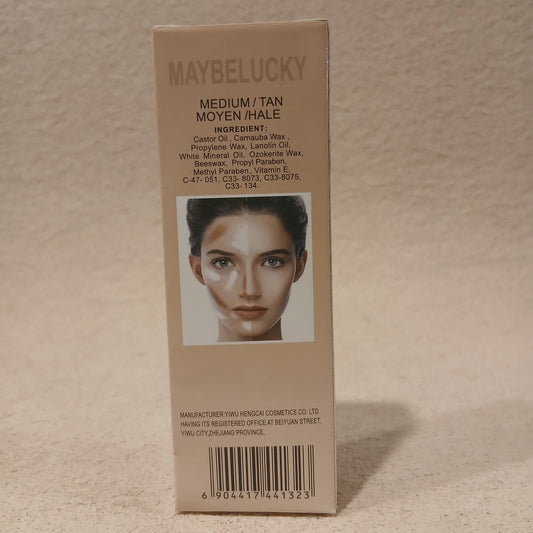 MAYBELUCKY
MEDIUM / TAN
MOYEN /HALE
INGREDIENT:
Castor Oil , Carnauba Wax ,
Propylene Wax, Lanolin Oil,
White Mineral Oil, Ozokerite Wax,
Beeswax, Propyl Paraben,
Methyl Paraben , Vitamin E,
C-47- 051, C33- 8073, C33-8075,
C33- 134.
MANUFACTURER:YIWU HENGCAI COSMETICS CO. LTD
HAVING ITS REGISTERED OFFICE AT BEIYUAN STREET,
YIWU CITY,ZHEJIANG PROVINCE,
6 904417 441323